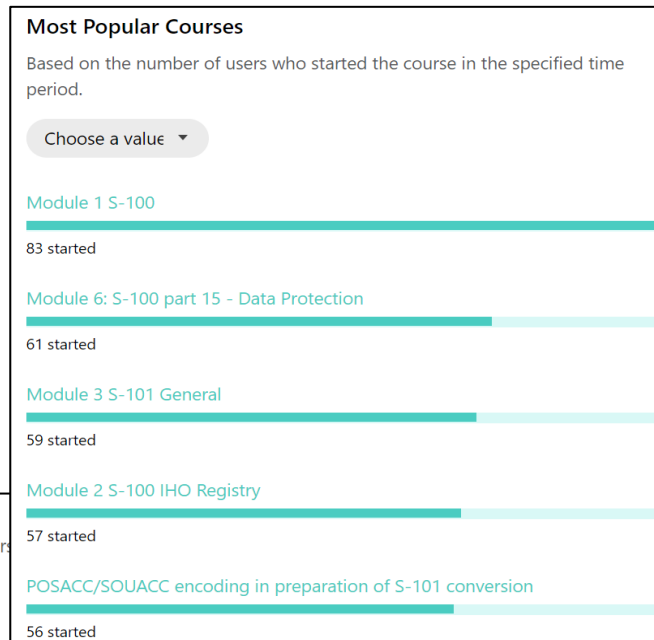 Most Popular Courses
Based on the number of users who started the course in the specified time
period.
Choose a value
Module 1 S-100
83 started
Module 6: S-100 part 15 - Data Protection
61 started
Module 3 S-101 General
59 started
Module 2 S-100 IHO Registry
57 started
POSACC/SOUACC encoding in preparation of S-101 conversion
56 started